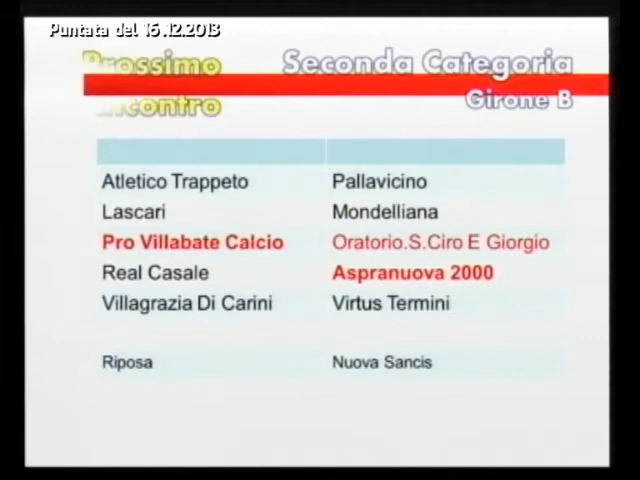 Puntata del 16.12.2013
Prossimo
Seconda Categoria
incontro
Girone B
Atletico Trappeto Pallavicino
Lascari Mondelliana
Pro Villabate Calcio Oratorio.S.Ciro E Giorgio
Real Casale Aspranuova 2000
Villagrazia Di Carini Virtus Termini
Riposa Nuova Sancis